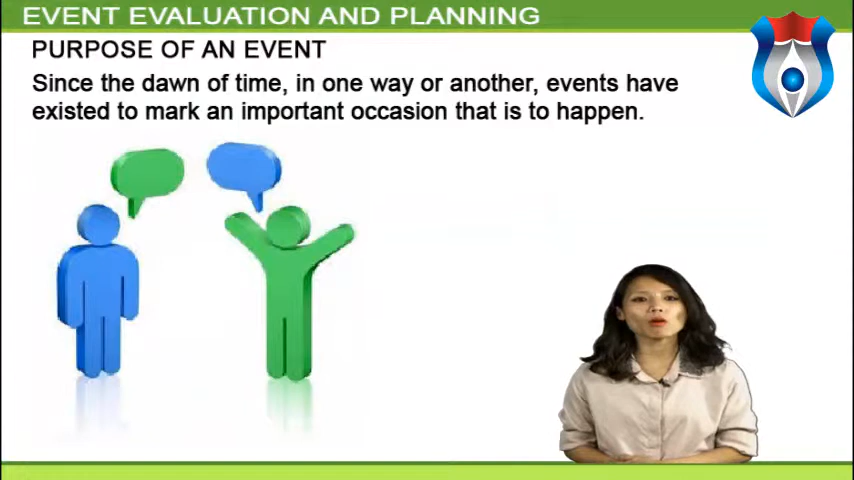 EVENT EVALUATION AND PLANNING
PURPOSE OF AN EVENT
Since the dawn of time, in one way or another, events have
existed to mark an important occasion that is to happen.